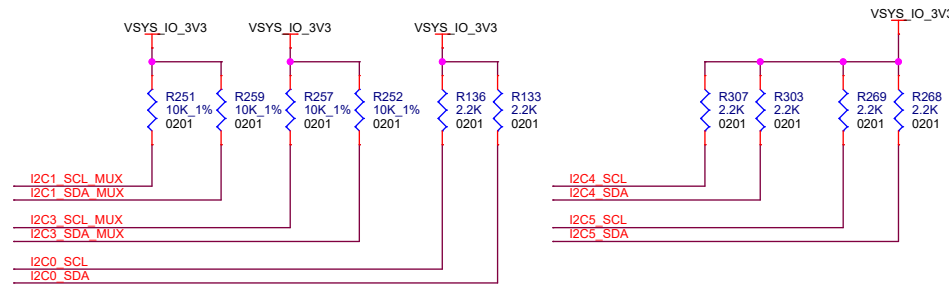 VSYS_IO_3V3
VSYS_IO_3V3
VSYS_IO_3V3
VSYS_IO_3V3
R251
10K_1%
0201
R259
10K_1%
0201
R257
10K_1%
0201
R252
10K_1%
0201
R136
2.2K
0201
R133
2.2K
0201
R307
2.2K
0201
R303
2.2K
0201
R269
2.2K
0201
R268
2.2K
0201
I2C1_SCL_MUX
I2C1_SDA_MUX
I2C3_SCL_MUX
I2C3_SDA_MUX
I2C0_SCL
I2C0_SDA
I2C4_SCL
I2C4_SDA
I2C5_SCL
I2C5_SDA